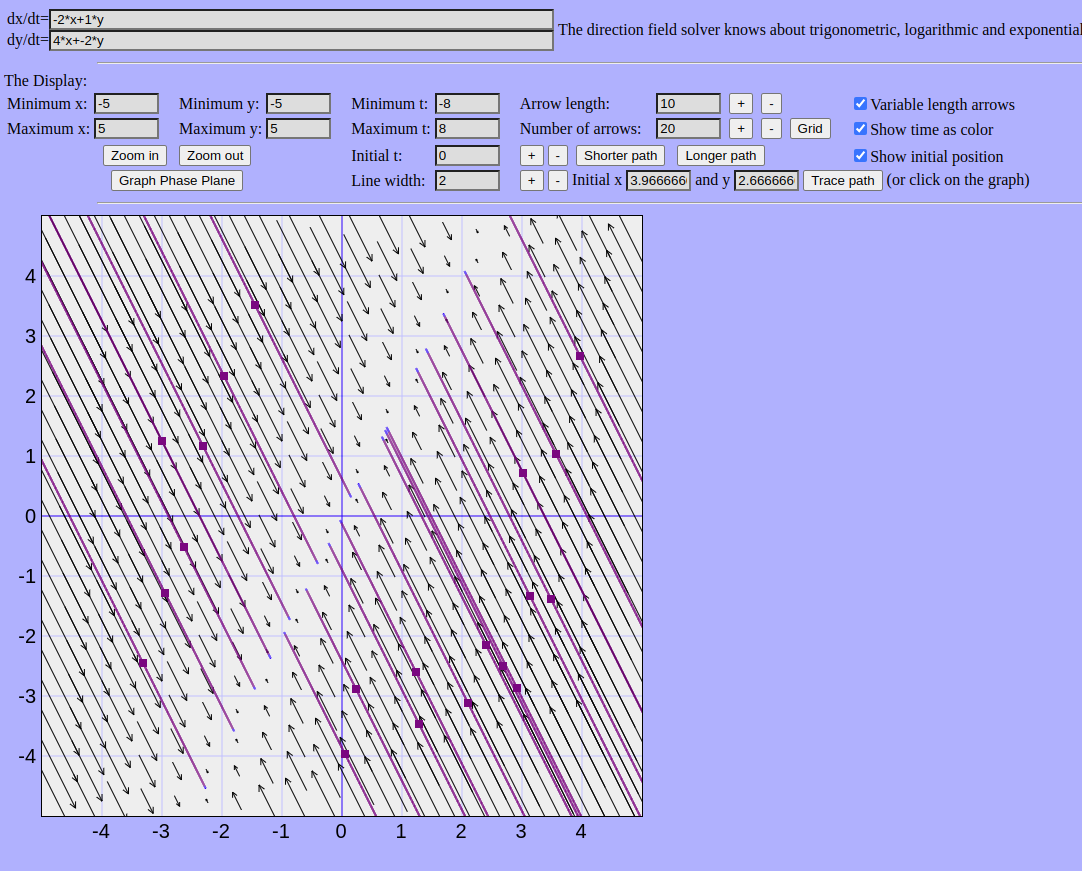 dx/dt= -2*x+1*y
The direction field solver knows about trigonometric, logarithmic and exponential
dy/dt= 4*x+-2*y
The Display:
Minimum x: -5 Minimum y: -5 Minimum t: -8 Arrow length: 10 + - Variable length arrows
Maximum x: 5 Maximum y: 5 Maximum t: 8 Number of arrows: 20 + - Grid Show time as color
Zoom in Zoom out Initial t: 0 + - Shorter path Longer path Show initial position
Graph Phase Plane Line width: 2 + - Initial x 3.9666666 and y 2.6666666 Trace path (or click on the graph)
4
3
2
1
0
-1
-2
-3
-4
-4 -3 -2 -1 0 1 2 3 4